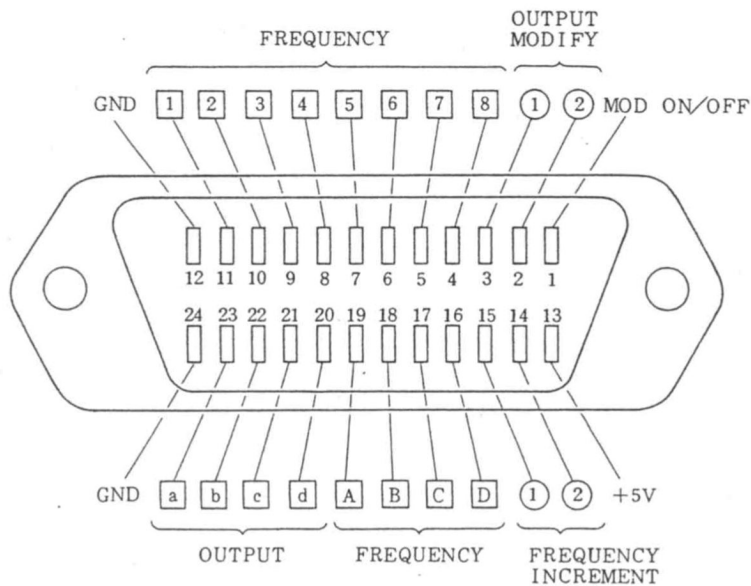 FREQUENCY
OUTPUT
MODIFY
GND 1 2 3 4 5 6 7 8 1 2 MOD ON/OFF
12 11 10 9 8 7 6 5 4 3 2 1
24 23 22 21 20 19 18 17 16 15 14 13
GND a b c d A B C D 1 2 +5V
OUTPUT
FREQUENCY
FREQUENCY
INCREMENT